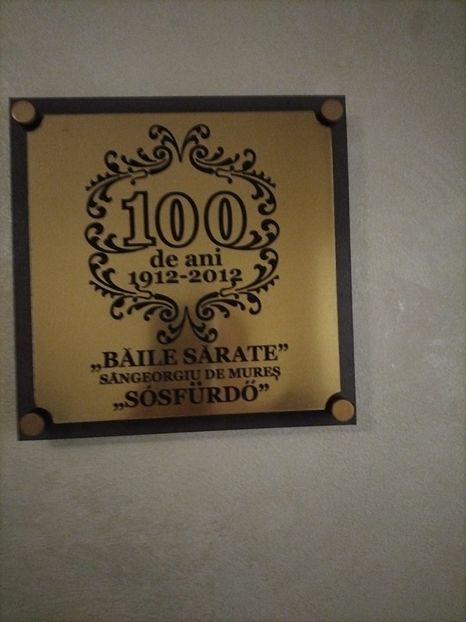 100
de ani
1912-2012
„BĂILE SĂRATE”
SÂNGEORGIU DE MUREȘ
„SÓSFÜRDŐ”